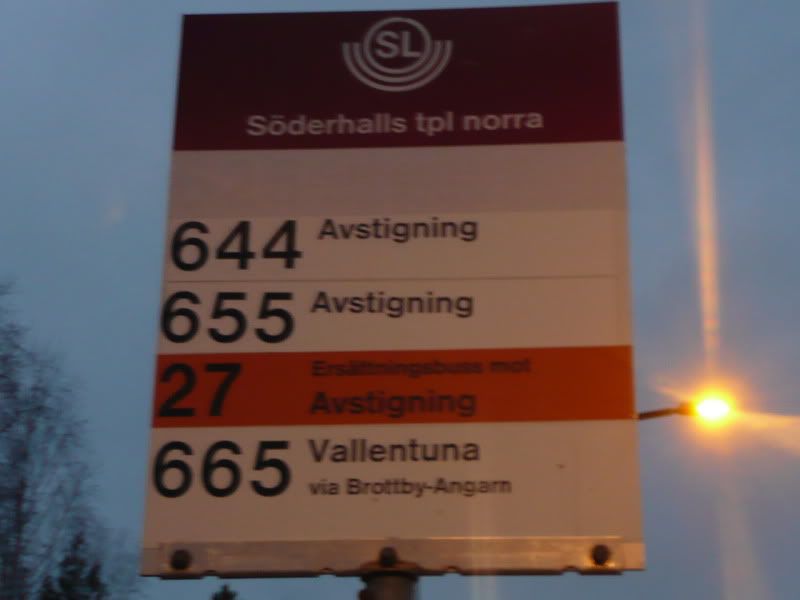 SL
Söderhalls tpl norra
644 Avstigning
655 Avstigning
27 Ersättningsbuss mot
Avstigning
665 Vallentuna
via Brottby-Angarn